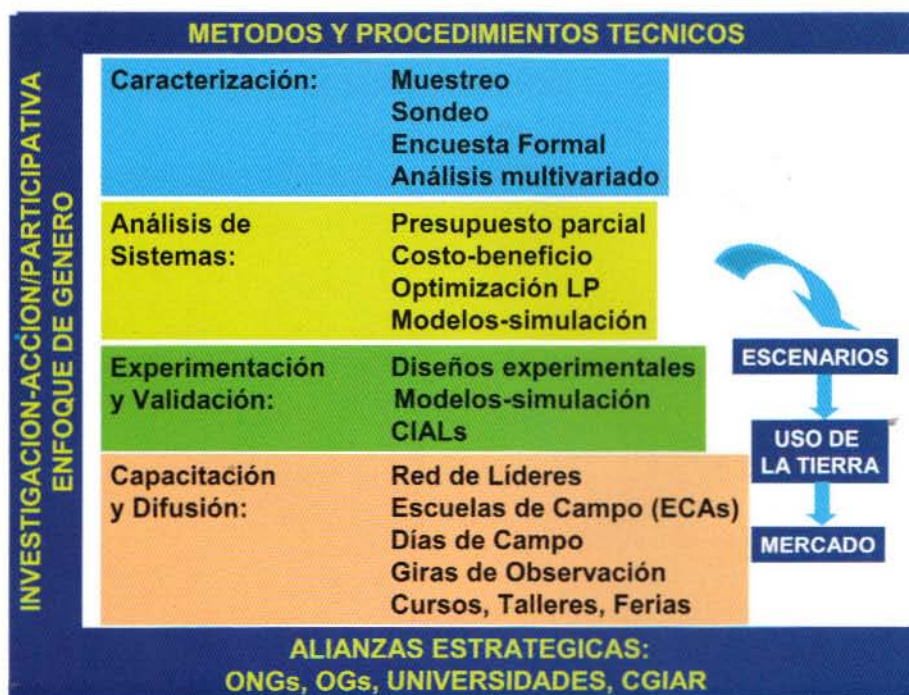 METODOS Y PROCEDIMIENTOS TECNICOS
INVESTIGACION-ACCION/PARTICIPATIVA
ENFOQUE DE GENERO
Caracterización: Muestreo
Sondeo
Encuesta Formal
Análisis multivariado
Análisis de Presupuesto parcial
Sistemas: Costo-beneficio
Optimización LP
Modelos-simulación
Experimentación Diseños experimentales
y Validación: Modelos-simulación
CIALs
Capacitación Red de Líderes
y Difusión: Escuelas de Campo (ECAs)
Días de Campo
Giras de Observación
Cursos, Talleres, Ferias
ESCENARIOS
USO DE
LA TIERRA
MERCADO
ALIANZAS ESTRATEGICAS:
ONGs, OGs, UNIVERSIDADES, CGIAR